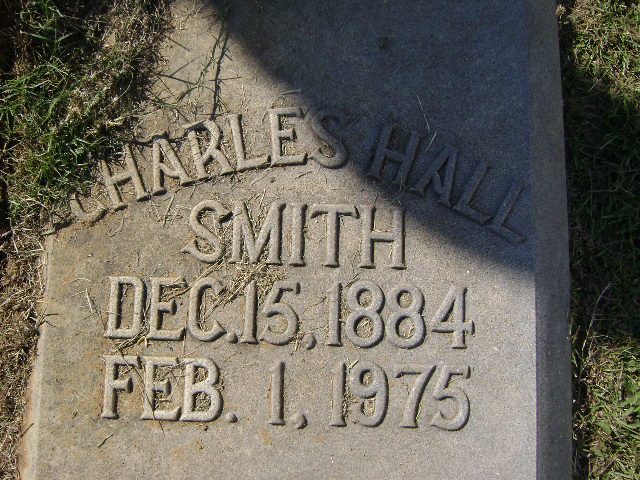 CHARLES HALL
SMITH
DEC. 15, 1884
FEB. 1, 1975